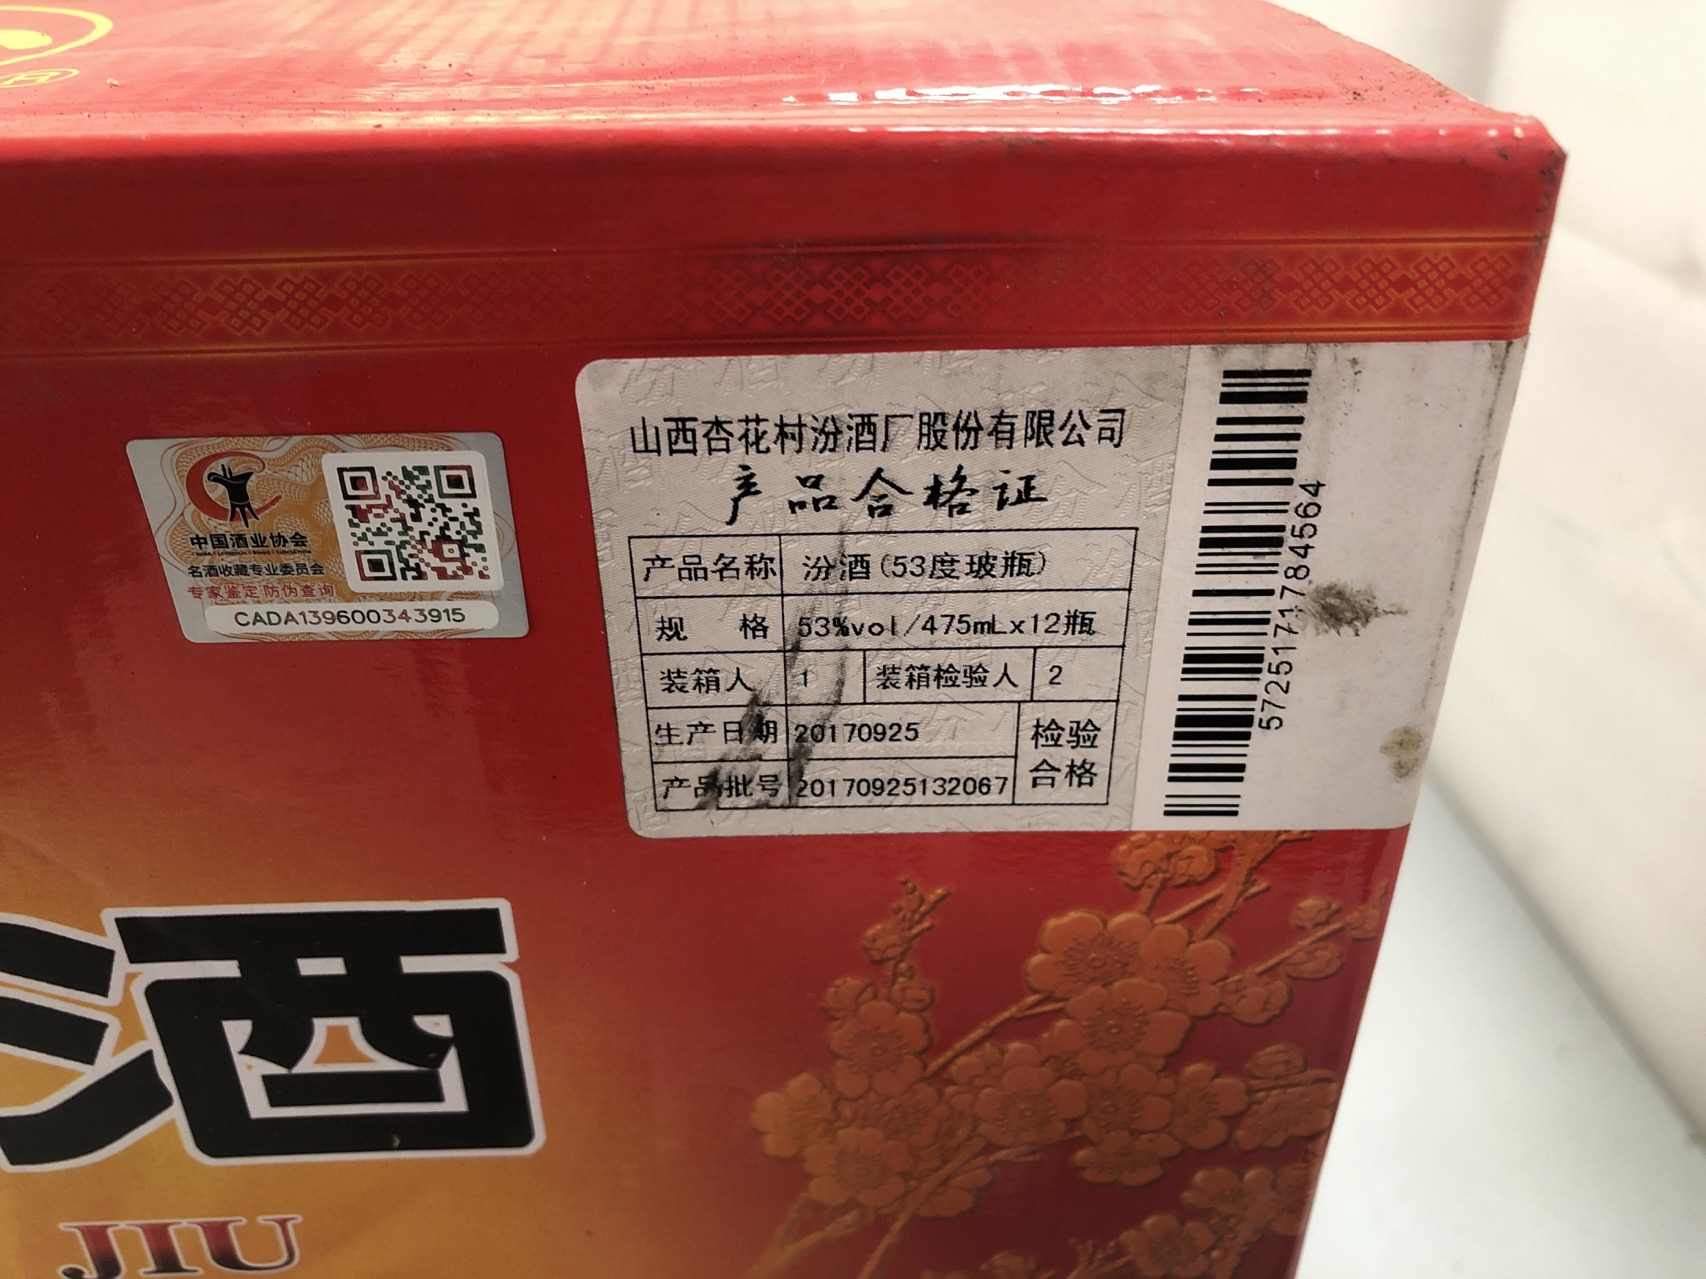 ®
山西杏花村汾酒厂股份有限公司
产品合格证
产品名称 汾酒(53度玻瓶)
规 格 53%vol/475mLx12瓶
装箱人 1 装箱检验人 2
生产日期 20170925 检验
产品批号 20170925132067 合格
5725171784564
中国酒业协会
名酒收藏专业委员会
专家鉴定 防伪查询
CADA139600343915
酒
JIU